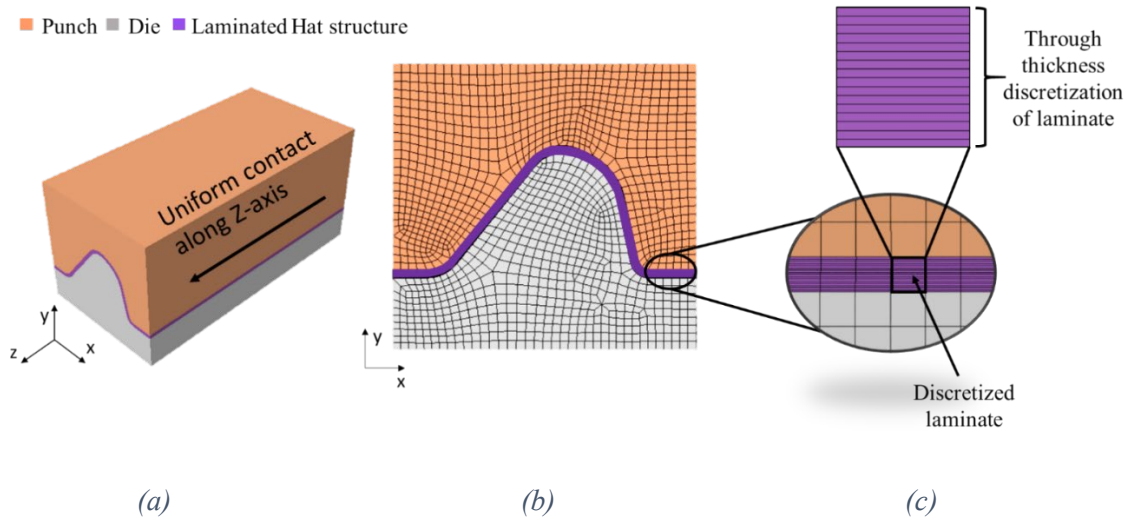 Punch Die Laminated Hat structure
Uniform contact
along Z-axis
y
z
x
(a)
y
x
(b)
Through
thickness
discretization
of laminate
Discretized
laminate
(c)